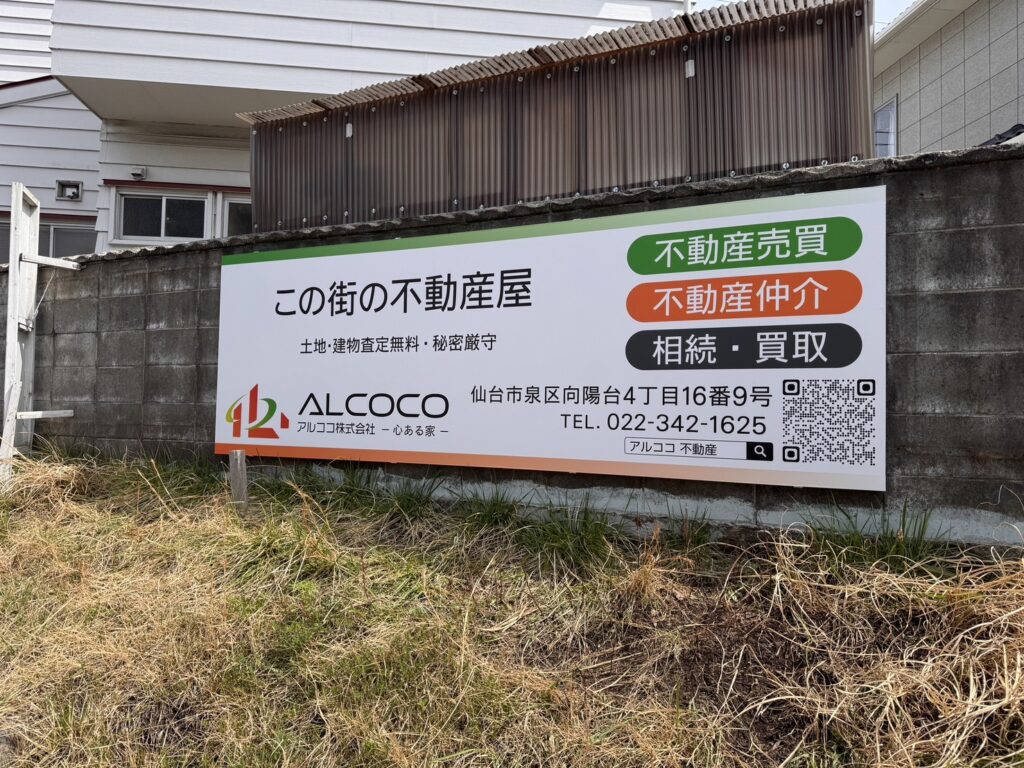 この街の不動産屋
土地・建物査定無料・秘密厳守
不動産売買
不動産仲介
相続・買取
ALCOCO
アルココ株式会社 － 心ある家 －
仙台市泉区向陽台4丁目16番9号
TEL. 022-342-1625
アルココ 不動産